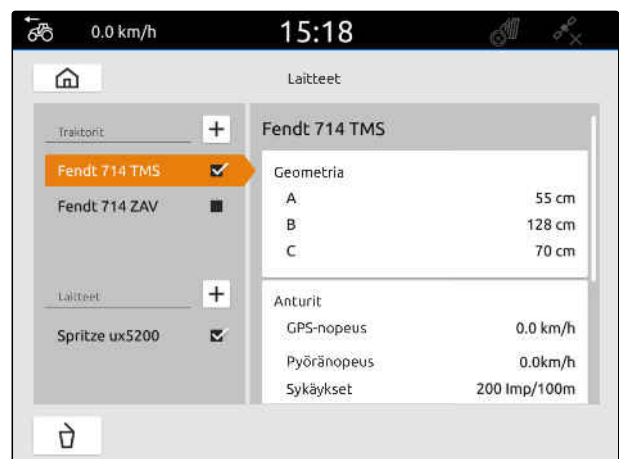 0.0 km/h
15:18
Laitteet
Traktorit
Fendt 714 TMS
Fendt 714 ZAV
Laitteet
Spritze ux5200
Fendt 714 TMS
Geometria
A 55 cm
B 128 cm
C 70 cm
Anturit
GPS-nopeus 0.0 km/h
Pyöränopeus 0.0km/h
Sykäykset 200 Imp/100m